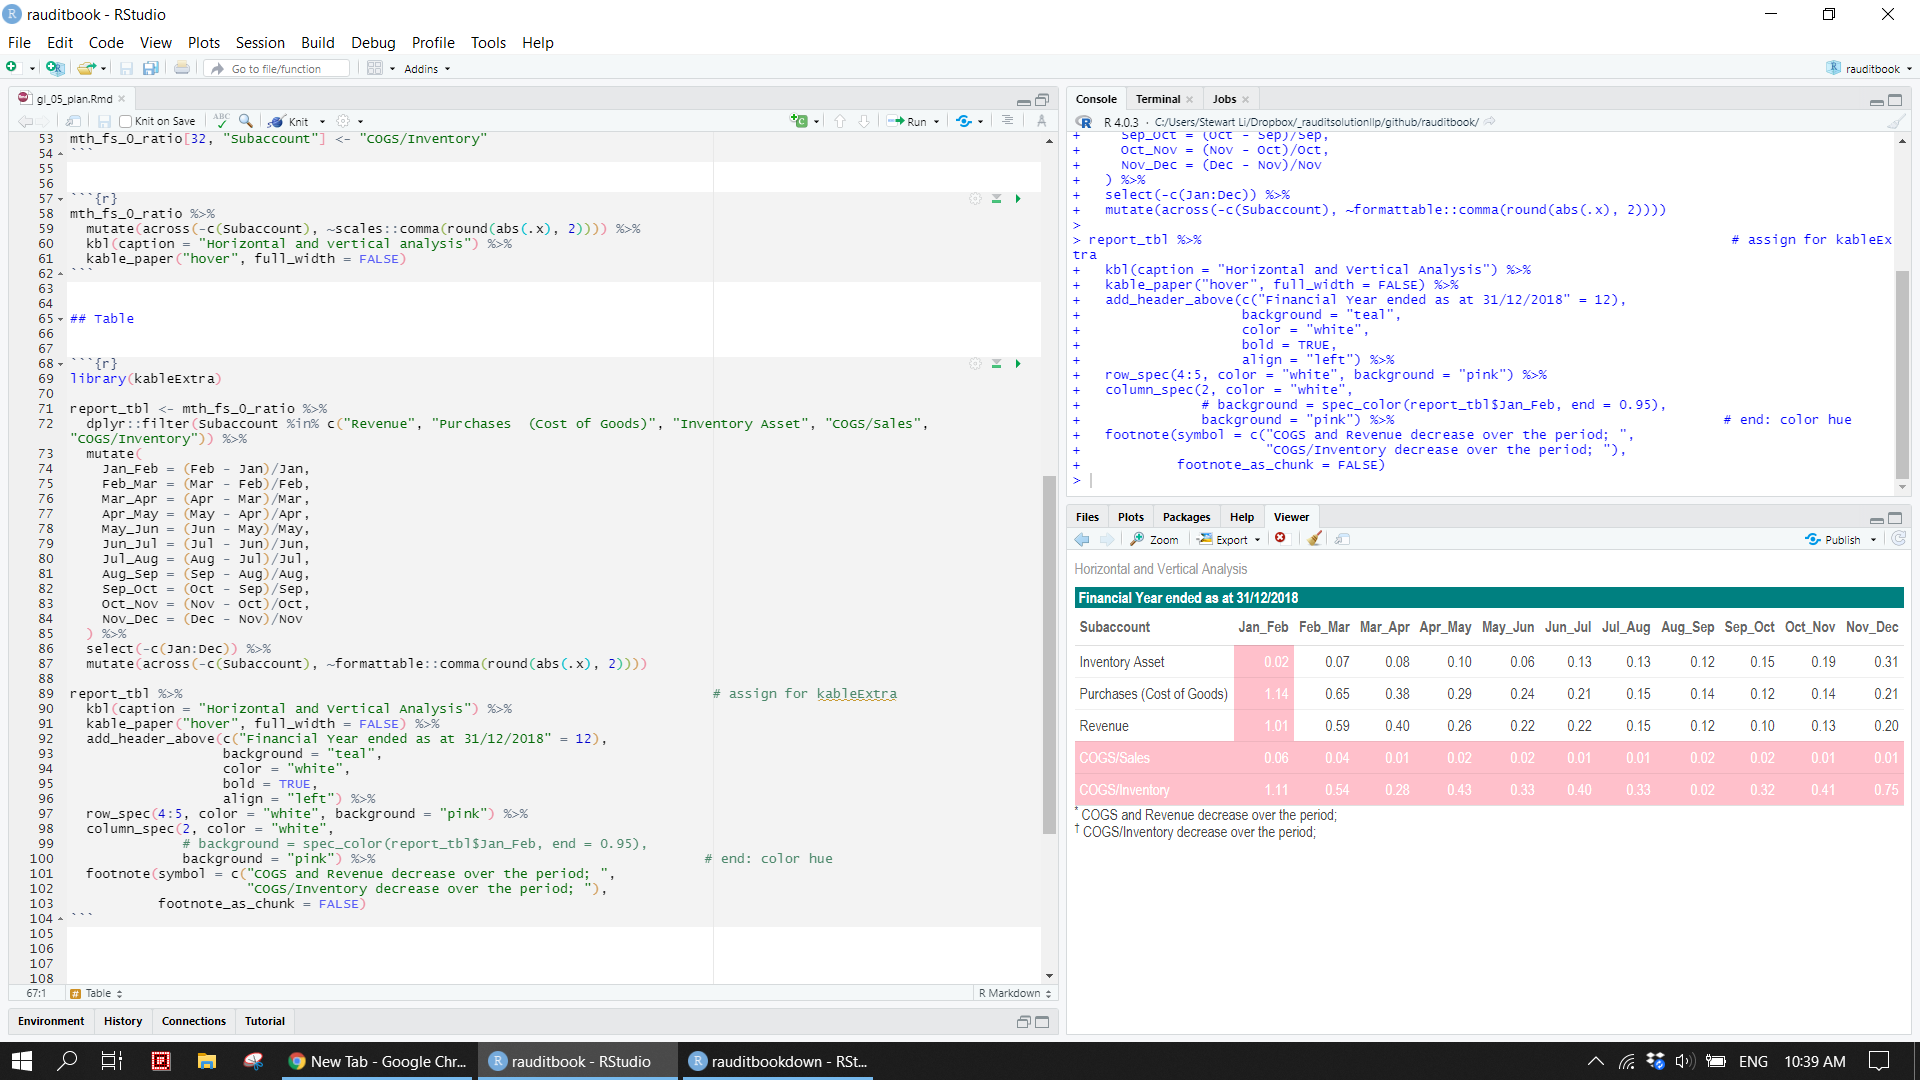 rauditbook - RStudio
File Edit Code View Plots Session Build Debug Profile Tools Help
Go to file/function Addins rauditbook
gl_05_plan.Rmd
Knit on Save ABC Knit Run
53 mth_fs_0_ratio[32, "Subaccount"] <- "COGS/Inventory"
54 ```
55
56
57 ```{r}
58 mth_fs_0_ratio %>%
59 mutate(across(-c(Subaccount), ~scales::comma(round(abs(.x), 2)))) %>%
60 kbl(caption = "Horizontal and vertical analysis") %>%
61 kable_paper("hover", full_width = FALSE)
62 ```
63
64
65 ## Table
66
67
68 ```{r}
69 library(kableExtra)
70
71 report_tbl <- mth_fs_0_ratio %>%
72 dplyr::filter(Subaccount %in% c("Revenue", "Purchases  (Cost of Goods)", "Inventory Asset", "COGS/Sales",
"COGS/Inventory")) %>%
73 mutate(
74 Jan_Feb = (Feb - Jan)/Jan,
75 Feb_Mar = (Mar - Feb)/Feb,
76 Mar_Apr = (Apr - Mar)/Mar,
77 Apr_May = (May - Apr)/Apr,
78 May_Jun = (Jun - May)/May,
79 Jun_Jul = (Jul - Jun)/Jun,
80 Jul_Aug = (Aug - Jul)/Jul,
81 Aug_Sep = (Sep - Aug)/Aug,
82 Sep_Oct = (Oct - Sep)/Sep,
83 Oct_Nov = (Nov - Oct)/Oct,
84 Nov_Dec = (Dec - Nov)/Nov
85 ) %>%
86 select(-c(Jan:Dec)) %>%
87 mutate(across(-c(Subaccount), ~formattable::comma(round(abs(.x), 2))))
88
89 report_tbl %>% # assign for kableExtra
90 kbl(caption = "Horizontal and Vertical Analysis") %>%
91 kable_paper("hover", full_width = FALSE) %>%
92 add_header_above(c("Financial Year ended as at 31/12/2018" = 12),
93 background = "teal",
94 color = "white",
95 bold = TRUE,
96 align = "left") %>%
97 row_spec(4:5, color = "white", background = "pink") %>%
98 column_spec(2, color = "white",
99 # background = spec_color(report_tbl$Jan_Feb, end = 0.95),
100 background = "pink") %>% # end: color hue
101 footnote(symbol = c("COGS and Revenue decrease over the period; ",
102 "COGS/Inventory decrease over the period; "),
103 footnote_as_chunk = FALSE)
104 ```
105
106
107
108
67:1 # Table R Markdown
Environment History Connections Tutorial
Console Terminal Jobs
R 4.0.3 · C:/Users/Stewart Li/Dropbox/_rauditsolutionllp/github/rauditbook/
+ Sep_Oct = (Oct - Sep)/Sep,
+ Oct_Nov = (Nov - Oct)/Oct,
+ Nov_Dec = (Dec - Nov)/Nov
+ ) %>%
+ select(-c(Jan:Dec)) %>%
+ mutate(across(-c(Subaccount), ~formattable::comma(round(abs(.x), 2))))
>
> report_tbl %>% # assign for kableEx
tra
+ kbl(caption = "Horizontal and Vertical Analysis") %>%
+ kable_paper("hover", full_width = FALSE) %>%
+ add_header_above(c("Financial Year ended as at 31/12/2018" = 12),
+ background = "teal",
+ color = "white",
+ bold = TRUE,
+ align = "left") %>%
+ row_spec(4:5, color = "white", background = "pink") %>%
+ column_spec(2, color = "white",
+ # background = spec_color(report_tbl$Jan_Feb, end = 0.95),
+ background = "pink") %>% # end: color hue
+ footnote(symbol = c("COGS and Revenue decrease over the period; ",
+ "COGS/Inventory decrease over the period; "),
+ footnote_as_chunk = FALSE)
>
Files Plots Packages Help Viewer
Zoom Export Publish
Horizontal and Vertical Analysis
Financial Year ended as at 31/12/2018
Subaccount Jan_Feb Feb_Mar Mar_Apr Apr_May May_Jun Jun_Jul Jul_Aug Aug_Sep Sep_Oct Oct_Nov Nov_Dec
Inventory Asset 0.02 0.07 0.08 0.10 0.06 0.13 0.13 0.12 0.15 0.19 0.31
Purchases (Cost of Goods) 1.14 0.65 0.38 0.29 0.24 0.21 0.15 0.14 0.12 0.14 0.21
Revenue 1.01 0.59 0.40 0.26 0.22 0.22 0.15 0.12 0.10 0.13 0.20
COGS/Sales 0.06 0.04 0.01 0.02 0.02 0.01 0.01 0.02 0.02 0.01 0.01
COGS/Inventory 1.11 0.54 0.28 0.43 0.33 0.40 0.33 0.02 0.32 0.41 0.75
* COGS and Revenue decrease over the period;
† COGS/Inventory decrease over the period;
New Tab - Google Chr... rauditbook - RStudio rauditbookdown - RSt... ENG 10:39 AM